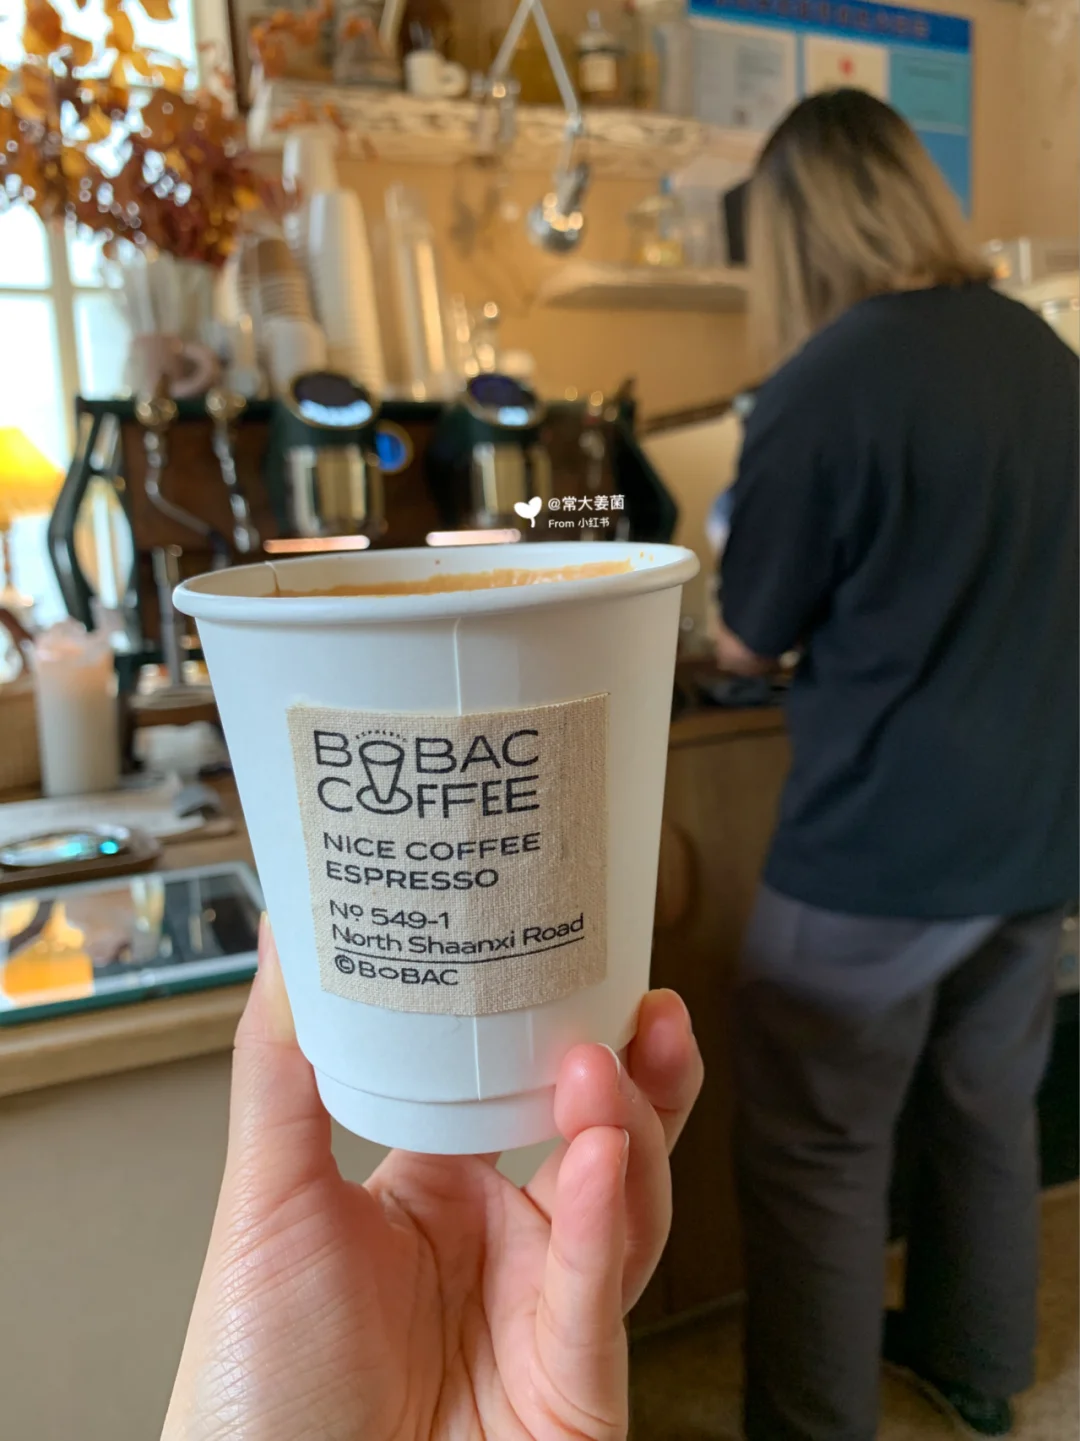 @常大姜菌
From 小红书
ESPRESSO
BOBAC
COFFEE
NICE COFFEE
ESPRESSO
Nº 549-1
North Shaanxi Road
©BOBAC